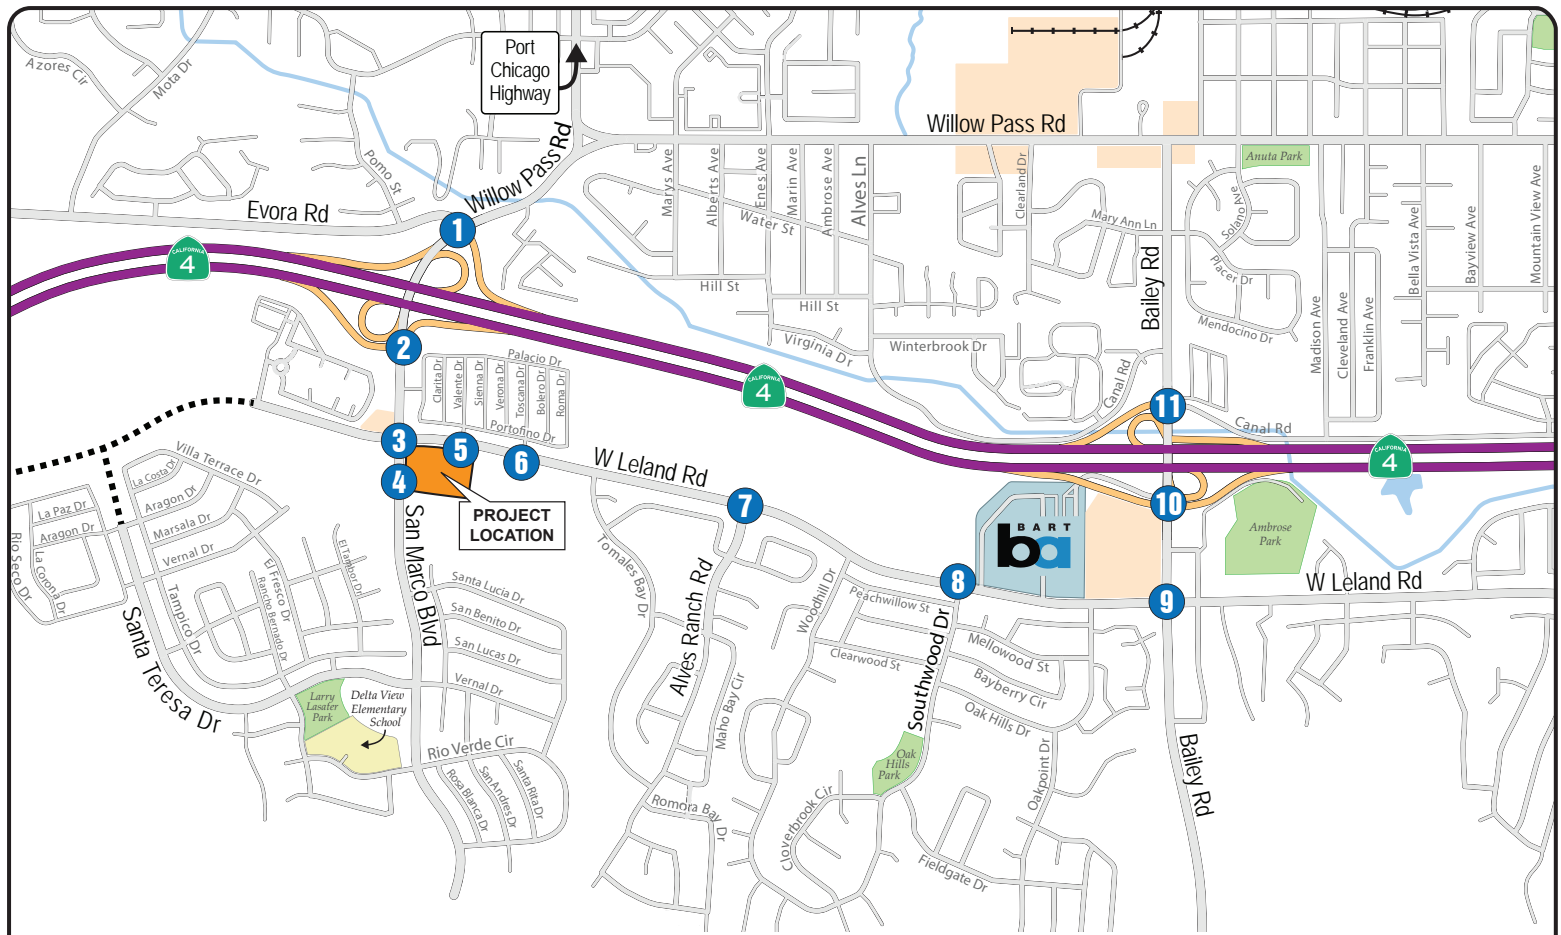 Port
Chicago
Highway
Azores Cir
Mota Dr
Pomo St
Evora Rd
Willow Pass Rd
Willow Pass Rd
Marys Ave
Alberts Ave
Enes Ave
Marin Ave
Ambrose Ave
Alves Ln
Water St
Hill St
Hill St
Virginia Dr
Winterbrook Dr
Clearland Dr
Mary Ann Ln
Bailey Rd
Canal Rd
Anuta Park
Solano Ave
Placer Dr
Mendocino Dr
Madison Ave
Cleveland Ave
Franklin Ave
Bella Vista Ave
Bayview Ave
Mountain View Ave
Canal Rd
CALIFORNIA
4
CALIFORNIA
4
CALIFORNIA
4
1
2
3
4
5
6
7
8
9
10
11
Palacio Dr
Clarita Dr
Valente Dr
Sienna Dr
Verona Dr
Toscana Dr
Bolero Dr
Roma Dr
Portofino Dr
W Leland Rd
PROJECT
LOCATION
San Marco Blvd
Villa Terrace Dr
La Costa Dr
Aragon Dr
Marsala Dr
Vernal Dr
La Paz Dr
Aragon Dr
La Corona Dr
Rio Seco Dr
Santa Teresa Dr
Tampico Dr
El Fresco Dr
Rancho Bernado Dr
El Tambor Dr
Larry
Lasater
Park
Delta View
Elementary
School
Santa Lucia Dr
San Benito Dr
San Lucas Dr
Vernal Dr
Rio Verde Cir
Rosa Blanca Dr
San Andres Dr
Santa Rita Dr
Tomales Bay Dr
Alves Ranch Rd
Maho Bay Cir
Romora Bay Dr
Woodhill Dr
Peachwillow St
Clearwood St
Southwood Dr
Mellowood St
Bayberry Cir
Oak Hills Dr
Oakpoint Dr
Oak
Hills
Park
Cloverbrook Cir
Fieldgate Dr
BART
ba
Ambrose
Park
W Leland Rd
Bailey Rd